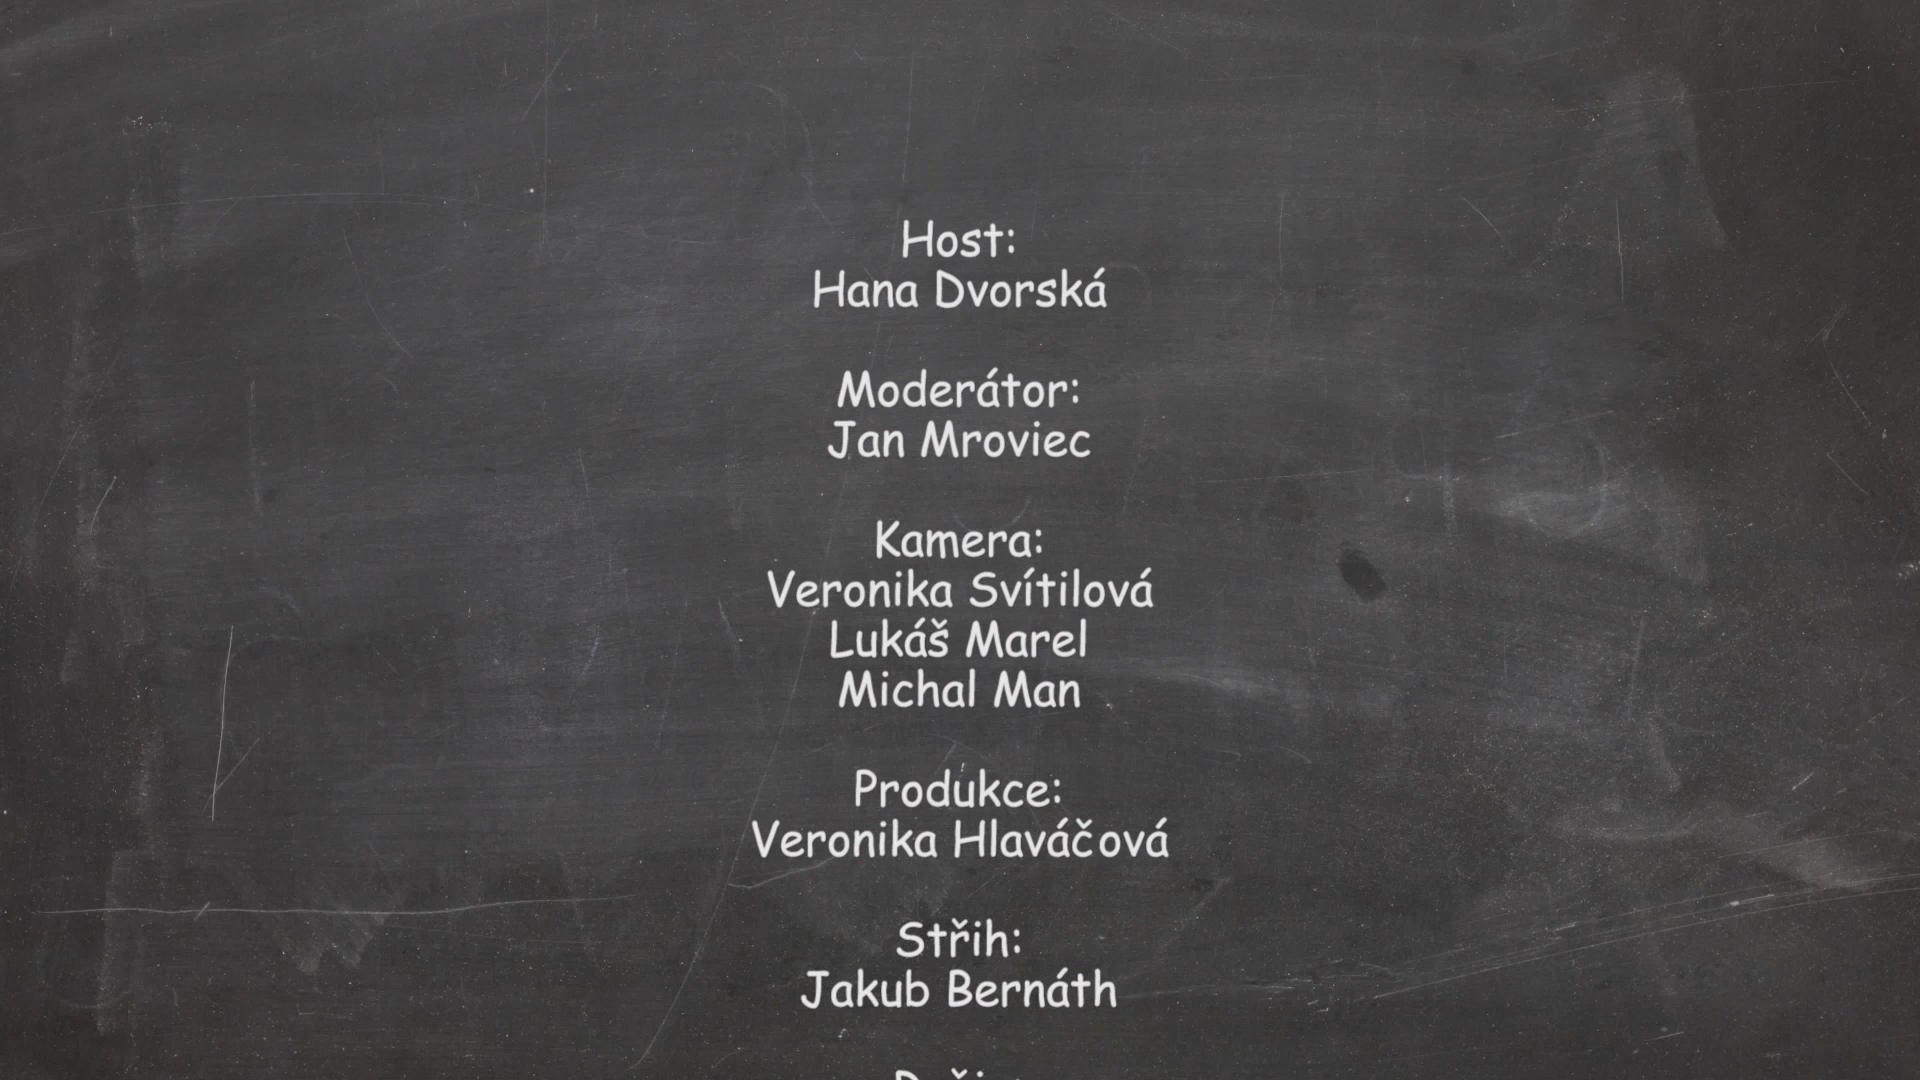 Host:
Hana Dvorská
Moderátor:
Jan Mroviec
Kamera:
Veronika Svítilová
Lukáš Marel
Michal Man
Produkce:
Veronika Hlaváčová
Střih:
Jakub Bernáth